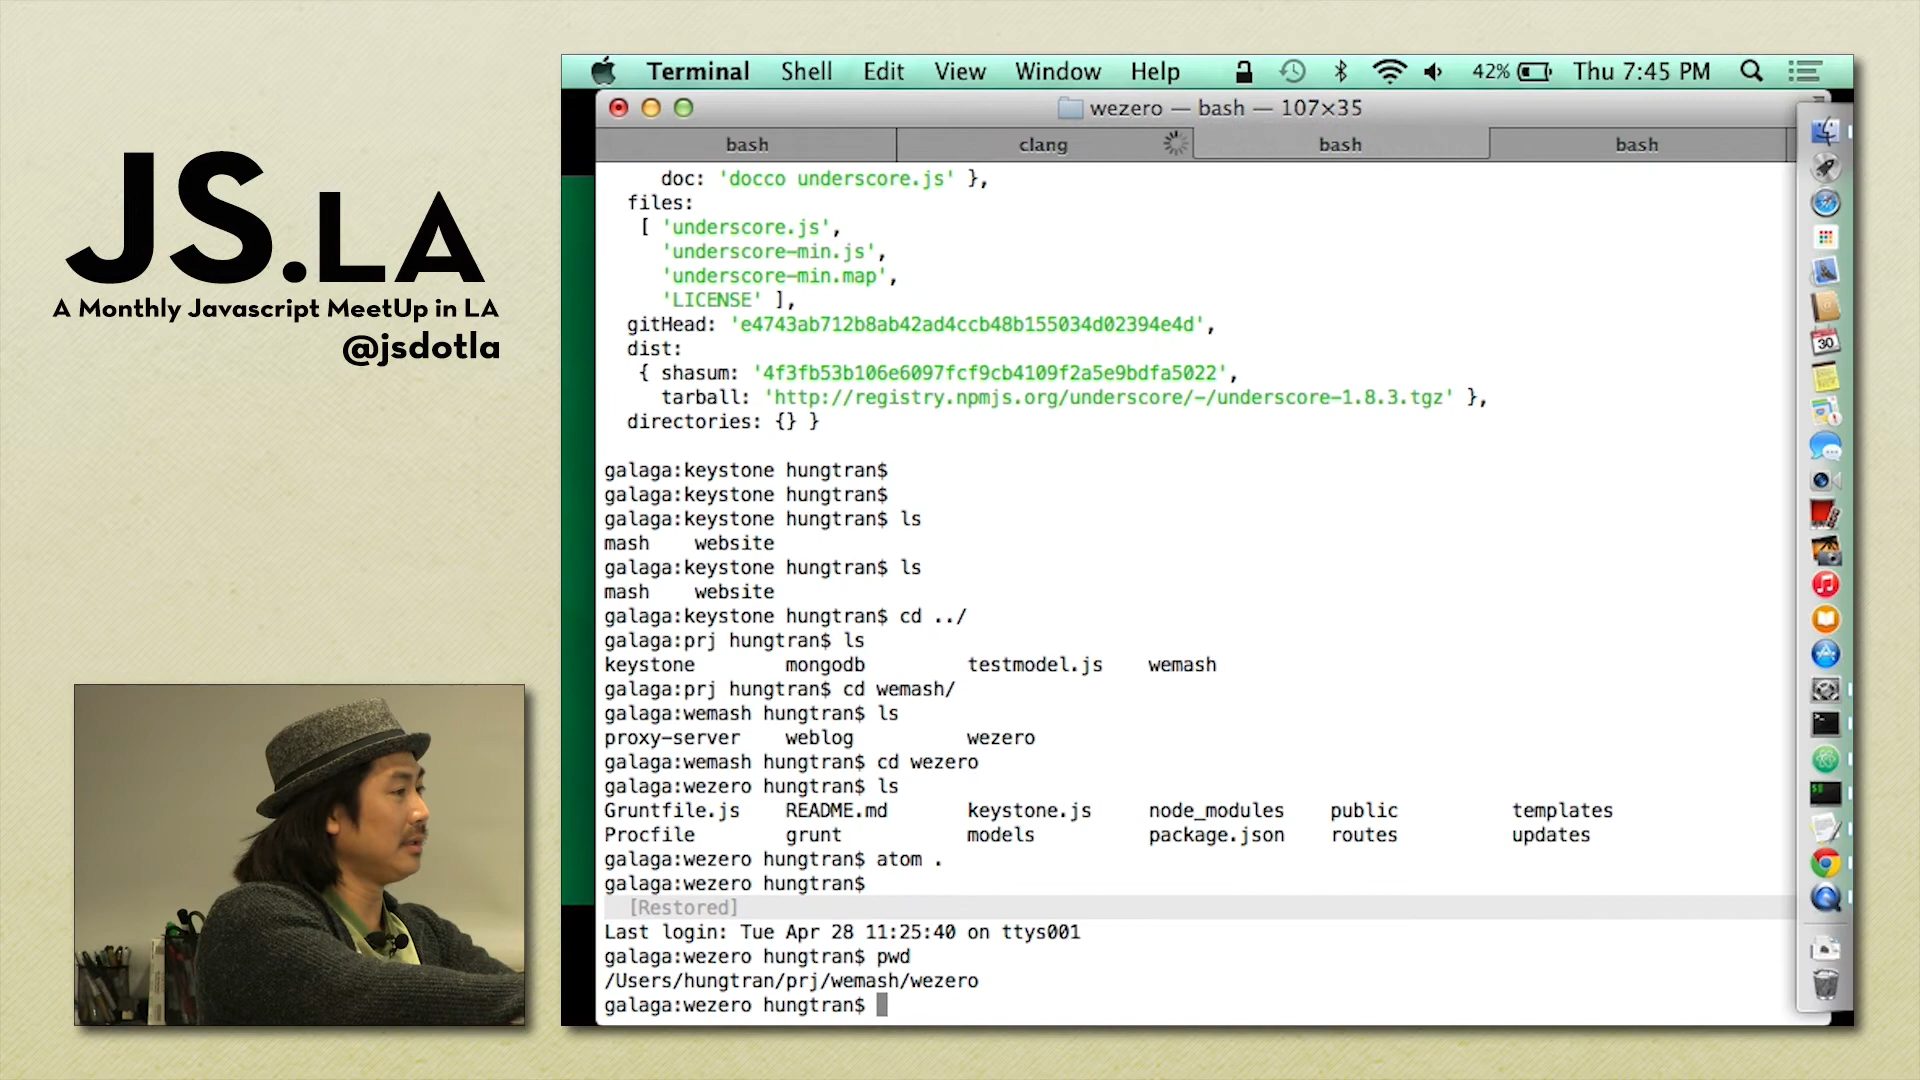 JS.LA
A Monthly Javascript MeetUp in LA
@jsdotla
Terminal Shell Edit View Window Help 42% Thu 7:45 PM
wezero — bash — 107×35
bash clang bash bash
doc: 'docco underscore.js' },
files:
[ 'underscore.js',
'underscore-min.js',
'underscore-min.map',
'LICENSE' ],
gitHead: 'e4743ab712b8ab42ad4ccb48b155034d02394e4d',
dist:
{ shasum: '4f3fb53b106e6097fcf9cb4109f2a5e9bdfa5022',
tarball: 'http://registry.npmjs.org/underscore/-/underscore-1.8.3.tgz' },
directories: {} }
galaga:keystone hungtran$
galaga:keystone hungtran$
galaga:keystone hungtran$ ls
mash website
galaga:keystone hungtran$ ls
mash website
galaga:keystone hungtran$ cd ../
galaga:prj hungtran$ ls
keystone mongodb testmodel.js wemash
galaga:prj hungtran$ cd wemash/
galaga:wemash hungtran$ ls
proxy-server weblog wezero
galaga:wemash hungtran$ cd wezero
galaga:wezero hungtran$ ls
Gruntfile.js README.md keystone.js node_modules public templates
Procfile grunt models package.json routes updates
galaga:wezero hungtran$ atom .
galaga:wezero hungtran$
[Restored]
Last login: Tue Apr 28 11:25:40 on ttys001
galaga:wezero hungtran$ pwd
/Users/hungtran/prj/wemash/wezero
galaga:wezero hungtran$
30